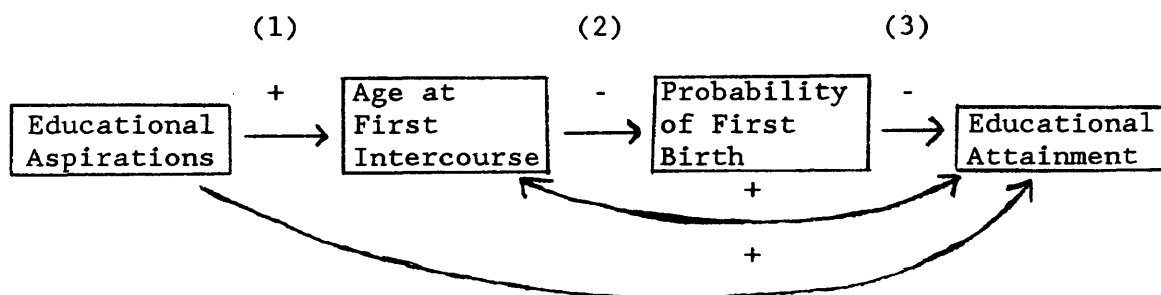 (1) (2) (3)
+ - -
Educational
Aspirations
Age at
First
Intercourse
Probability
of First
Birth
Educational
Attainment
+
+